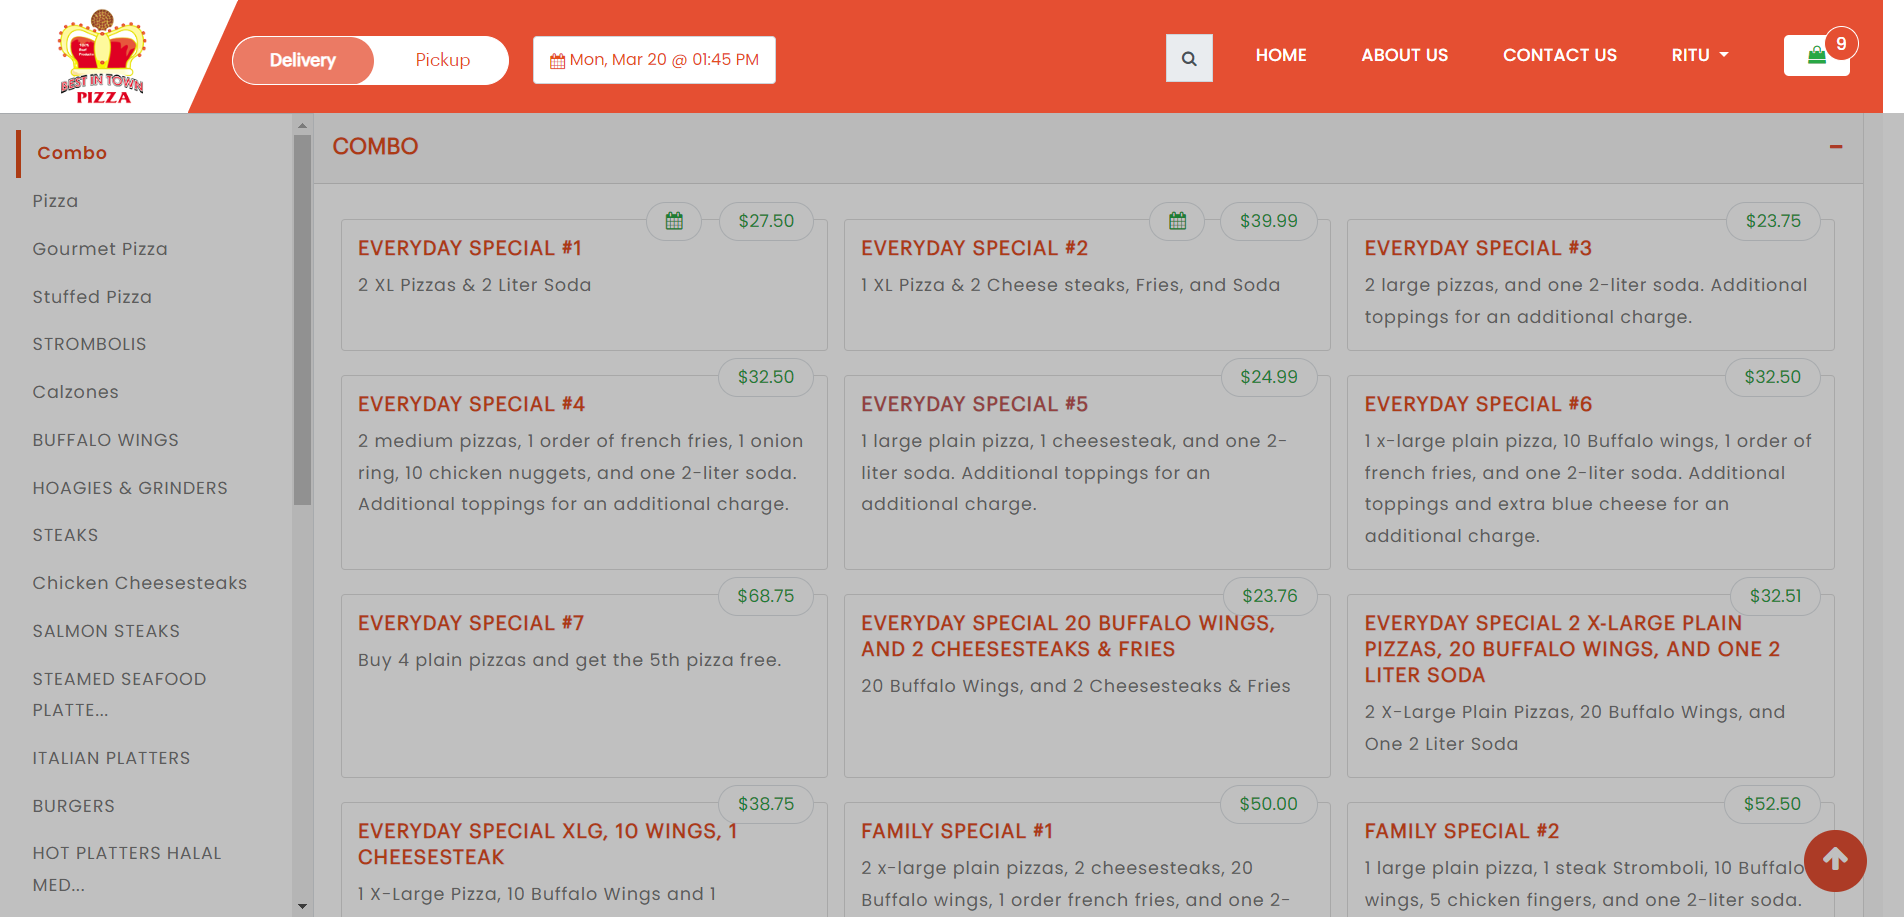 BEST IN TOWN
PIZZA
Delivery
Pickup
Mon, Mar 20 @ 01:45 PM
HOME
ABOUT US
CONTACT US
RITU
9
Combo
Pizza
Gourmet Pizza
Stuffed Pizza
STROMBOLIS
Calzones
BUFFALO WINGS
HOAGIES & GRINDERS
STEAKS
Chicken Cheesesteaks
SALMON STEAKS
STEAMED SEAFOOD
PLATTE...
ITALIAN PLATTERS
BURGERS
HOT PLATTERS HALAL
MED...
COMBO
$27.50
EVERYDAY SPECIAL #1
2 XL Pizzas & 2 Liter Soda
$39.99
EVERYDAY SPECIAL #2
1 XL Pizza & 2 Cheese steaks, Fries, and Soda
$23.75
EVERYDAY SPECIAL #3
2 large pizzas, and one 2-liter soda. Additional
toppings for an additional charge.
$32.50
EVERYDAY SPECIAL #4
2 medium pizzas, 1 order of french fries, 1 onion
ring, 10 chicken nuggets, and one 2-liter soda.
Additional toppings for an additional charge.
$24.99
EVERYDAY SPECIAL #5
1 large plain pizza, 1 cheesesteak, and one 2-
liter soda. Additional toppings for an
additional charge.
$32.50
EVERYDAY SPECIAL #6
1 x-large plain pizza, 10 Buffalo wings, 1 order of
french fries, and one 2-liter soda. Additional
toppings and extra blue cheese for an
additional charge.
$68.75
EVERYDAY SPECIAL #7
Buy 4 plain pizzas and get the 5th pizza free.
$23.76
EVERYDAY SPECIAL 20 BUFFALO WINGS,
AND 2 CHEESESTEAKS & FRIES
20 Buffalo Wings, and 2 Cheesesteaks & Fries
$32.51
EVERYDAY SPECIAL 2 X-LARGE PLAIN
PIZZAS, 20 BUFFALO WINGS, AND ONE 2
LITER SODA
2 X-Large Plain Pizzas, 20 Buffalo Wings, and
One 2 Liter Soda
$38.75
EVERYDAY SPECIAL XLG, 10 WINGS, 1
CHEESESTEAK
1 X-Large Pizza, 10 Buffalo Wings and 1
$50.00
FAMILY SPECIAL #1
2 x-large plain pizzas, 2 cheesesteaks, 20
Buffalo wings, 1 order french fries, and one 2-
$52.50
FAMILY SPECIAL #2
1 large plain pizza, 1 steak Stromboli, 10 Buffalo
wings, 5 chicken fingers, and one 2-liter soda.